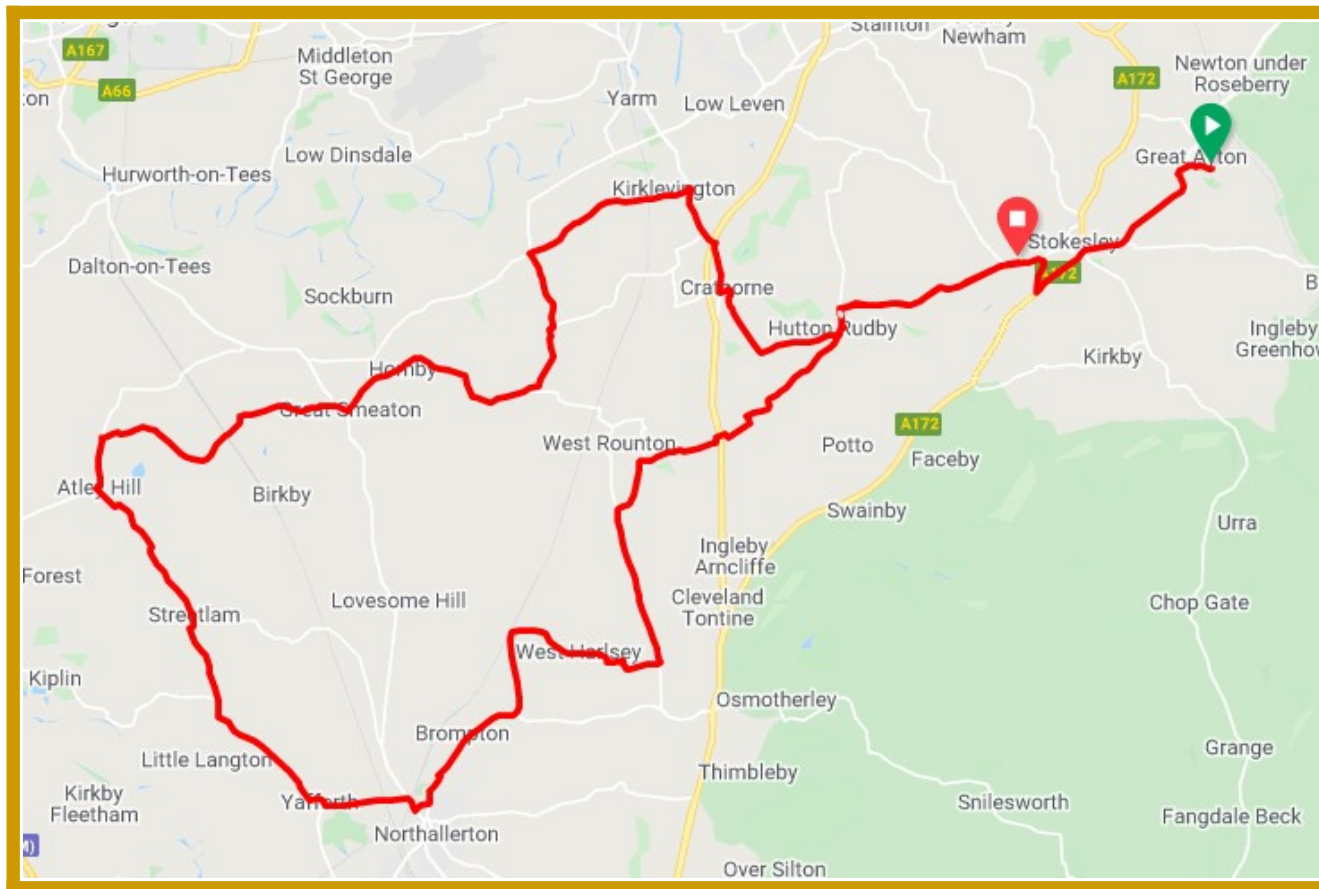 A167
A66
Middleton
St George
Yarm
Low Leven
Stainton
Newham
A172
Newton under
Roseberry
Low Dinsdale
Great Ayton
Hurworth-on-Tees
Kirklevington
Stokesley
Dalton-on-Tees
A172
Sockburn
Crathorne
Hutton Rudby
Ingleby
Kirkby
Hornby
Great Smeaton
A172
West Rounton
Potto
Faceby
Atley Hill
Birkby
Swainby
Urra
Ingleby
Arncliffe
Forest
Lovesome Hill
Cleveland
Tontine
Chop Gate
Streetlam
West Harlsey
Kiplin
Osmotherley
Brompton
Grange
Little Langton
Thimbleby
Kirkby
Fleetham
Yafforth
Snilesworth
Fangdale Beck
Northallerton
Over Silton